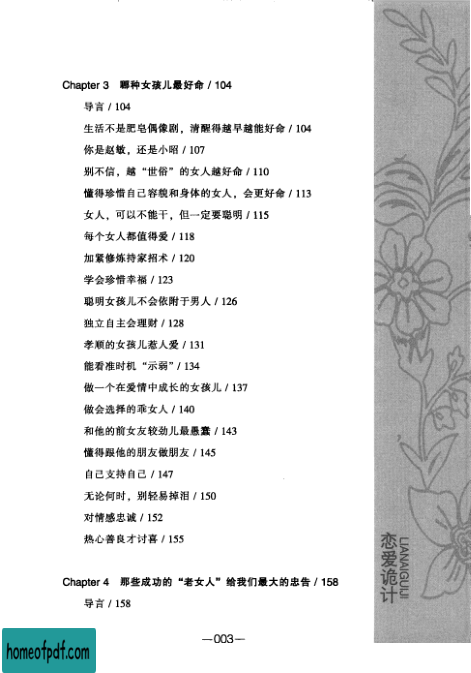 Chapter 3 哪种女孩儿最好命 / 104
导言 / 104
生活不是肥皂偶像剧，清醒得越早越能好命 / 104
你是赵敏，还是小昭 / 107
别不信，越“世俗”的女人越好命 / 110
懂得珍惜自己容貌和身体的女人，会更好命 / 113
女人，可以不能干，但一定要聪明 / 115
每个女人都值得爱 / 118
加紧修炼持家招术 / 120
学会珍惜幸福 / 123
聪明女孩儿不会依附于男人 / 126
独立自主会理财 / 128
孝顺的女孩儿惹人爱 / 131
能看准时机“示弱” / 134
做一个在爱情中成长的女孩儿 / 137
做会选择的乖女人 / 140
和他的前女友较劲儿最愚蠢 / 143
懂得跟他的朋友做朋友 / 145
自己支持自己 / 147
无论何时，别轻易掉泪 / 150
对情感忠诚 / 152
热心善良才讨喜 / 155
Chapter 4 那些成功的“老女人”给我们最大的忠告 / 158
导言 / 158
—003—
恋爱诡计
LIANAIGUIJI
homeofpdf.com